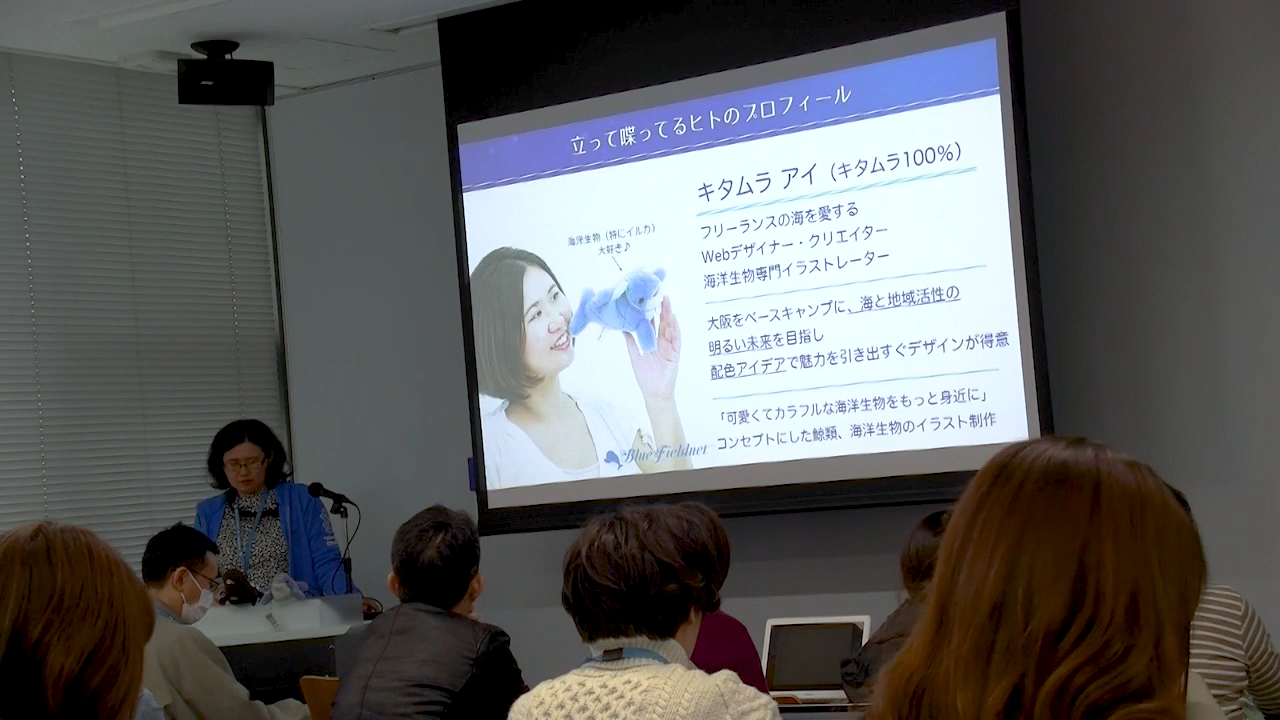 立って喋ってるヒトのプロフィール
キタムラ アイ（キタムラ100%）
海洋生物（特にイルカ）
大好き♪
フリーランスの海を愛する
Webデザイナー・クリエイター
海洋生物専門イラストレーター
大阪をベースキャンプに、海と地域活性の
明るい未来を目指し
配色アイデアで魅力を引き出すぐデザインが得意
「可愛くてカラフルな海洋生物をもっと身近に」
コンセプトにした鯨類、海洋生物のイラスト制作
Blue Fieldnet